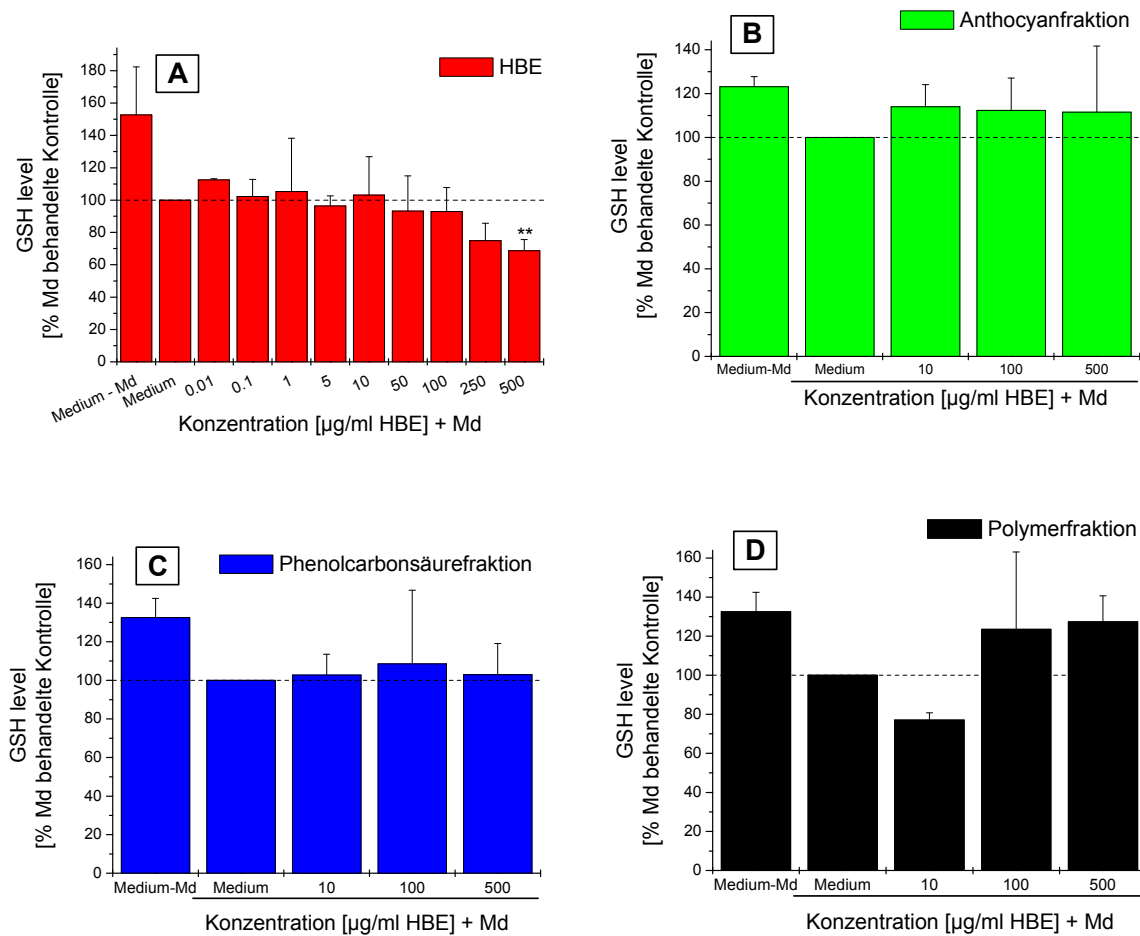 A
HBE
GSH level
[% Md behandelte Kontrolle]
180
160
140
120
100
80
60
40
20
0
**
Medium - Md Medium 0.01 0.1 1 5 10 50 100 250 500
Konzentration [µg/ml HBE] + Md
B
Anthocyanfraktion
GSH level
[% Md behandelte Kontrolle]
140
120
100
80
60
40
20
0
Medium-Md Medium 10 100 500
Konzentration [µg/ml HBE] + Md
C
Phenolcarbonsäurefraktion
GSH level
[% Md behandelte Kontrolle]
160
140
120
100
80
60
40
20
0
Medium-Md Medium 10 100 500
Konzentration [µg/ml HBE] + Md
D
Polymerfraktion
GSH level
[% Md behandelte Kontrolle]
160
140
120
100
80
60
40
20
0
Medium-Md Medium 10 100 500
Konzentration [µg/ml HBE] + Md